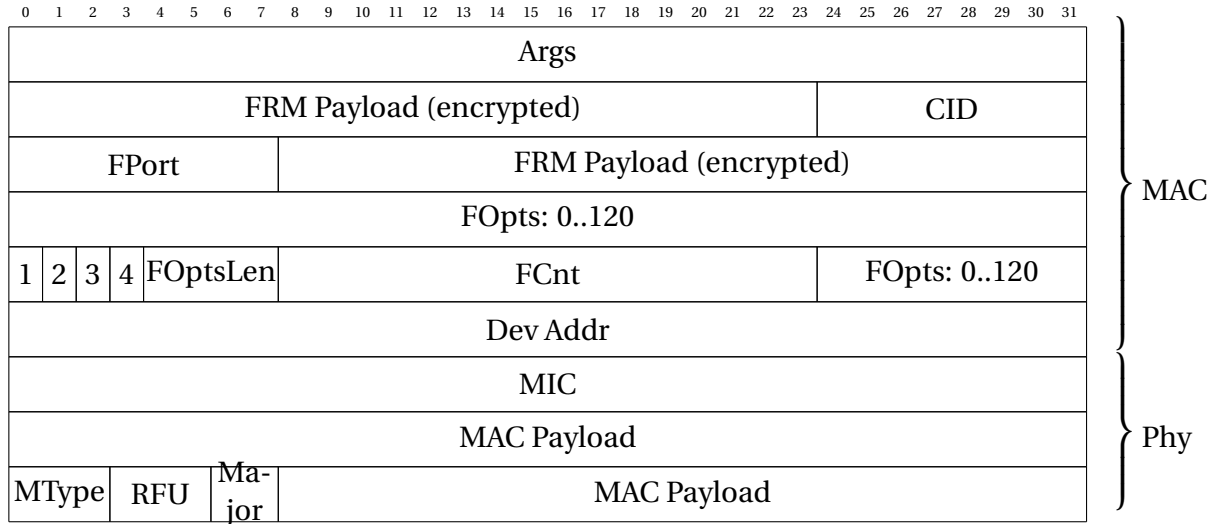 0 1 2 3 4 5 6 7 8 9 10 11 12 13 14 15 16 17 18 19 20 21 22 23 24 25 26 27 28 29 30 31
Args
FRM Payload (encrypted) CID
FPort FRM Payload (encrypted)
MAC
FOpts: 0..120
1 2 3 4 FOptsLen FCnt FOpts: 0..120
Dev Addr
MIC
MAC Payload
Phy
MType RFU Ma-
jor MAC Payload